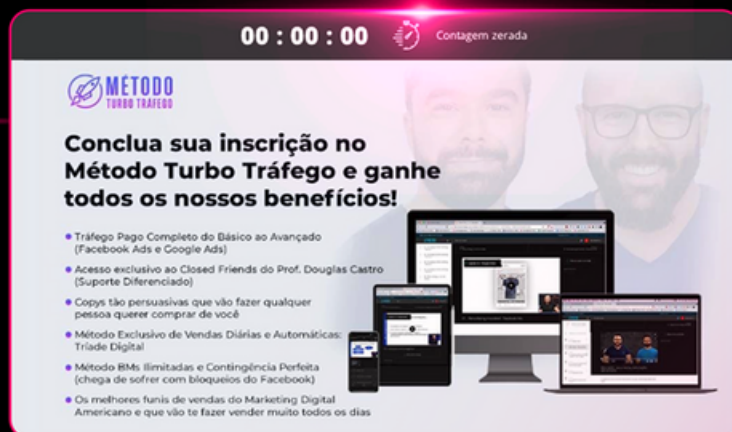 00 : 00 : 00
Contagem zerada
MÉTODO
TURBO TRÁFEGO
Conclua sua inscrição no
Método Turbo Tráfego e ganhe
todos os nossos benefícios!
Tráfego Pago Completo do Básico ao Avançado
(Facebook Ads e Google Ads)
Acesso exclusivo ao Closed Friends do Prof. Douglas Castro
(Suporte Diferenciado)
Copys tão persuasivas que vão fazer qualquer
pessoa querer comprar de você
Método Exclusivo de Vendas Diárias e Automáticas:
Tríade Digital
Método BMs Ilimitadas e Contingência Perfeita
(chega de sofrer com bloqueios do Facebook)
Os melhores funis de vendas do Marketing Digital
Americano e que vão te fazer vender muito todos os dias